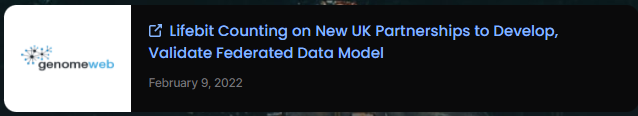 genomeweb
Lifebit Counting on New UK Partnerships to Develop,
Validate Federated Data Model
February 9, 2022